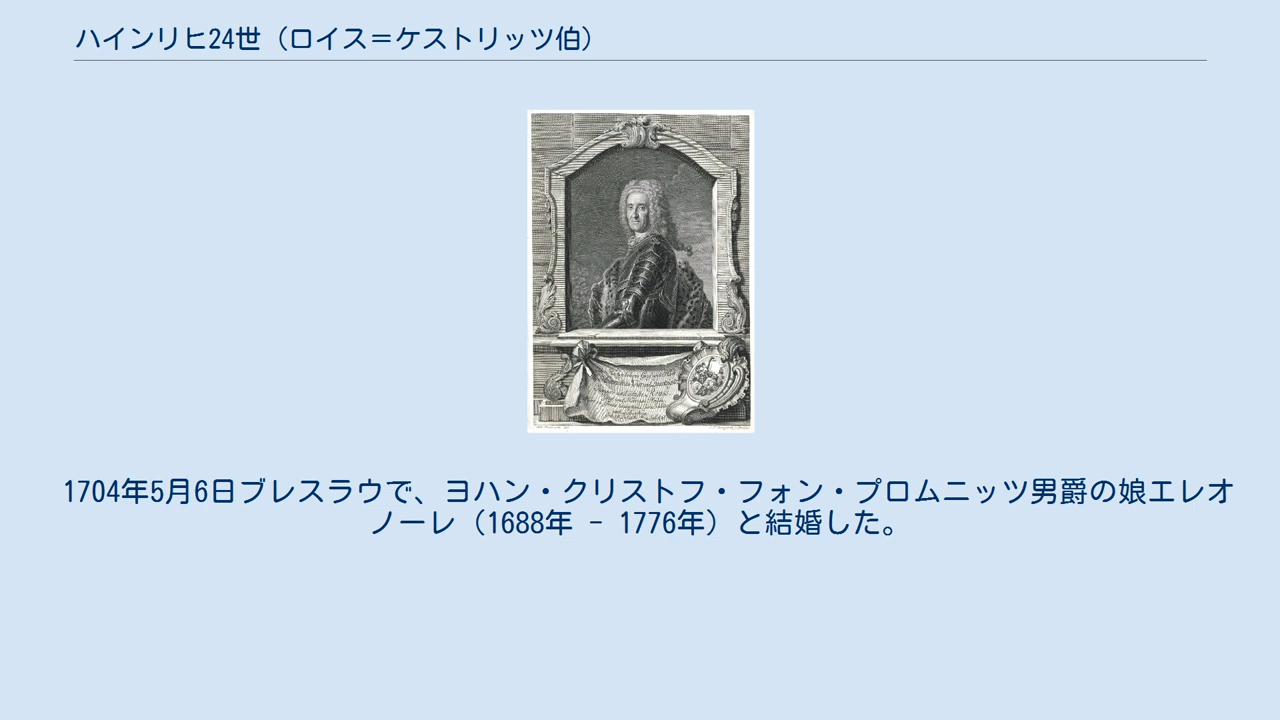 ハインリヒ24世（ロイス＝ケストリッツ伯）
1704年5月6日ブレスラウで、ヨハン・クリストフ・フォン・プロムニッツ男爵の娘エレオ
ノーレ（1688年 - 1776年）と結婚した。